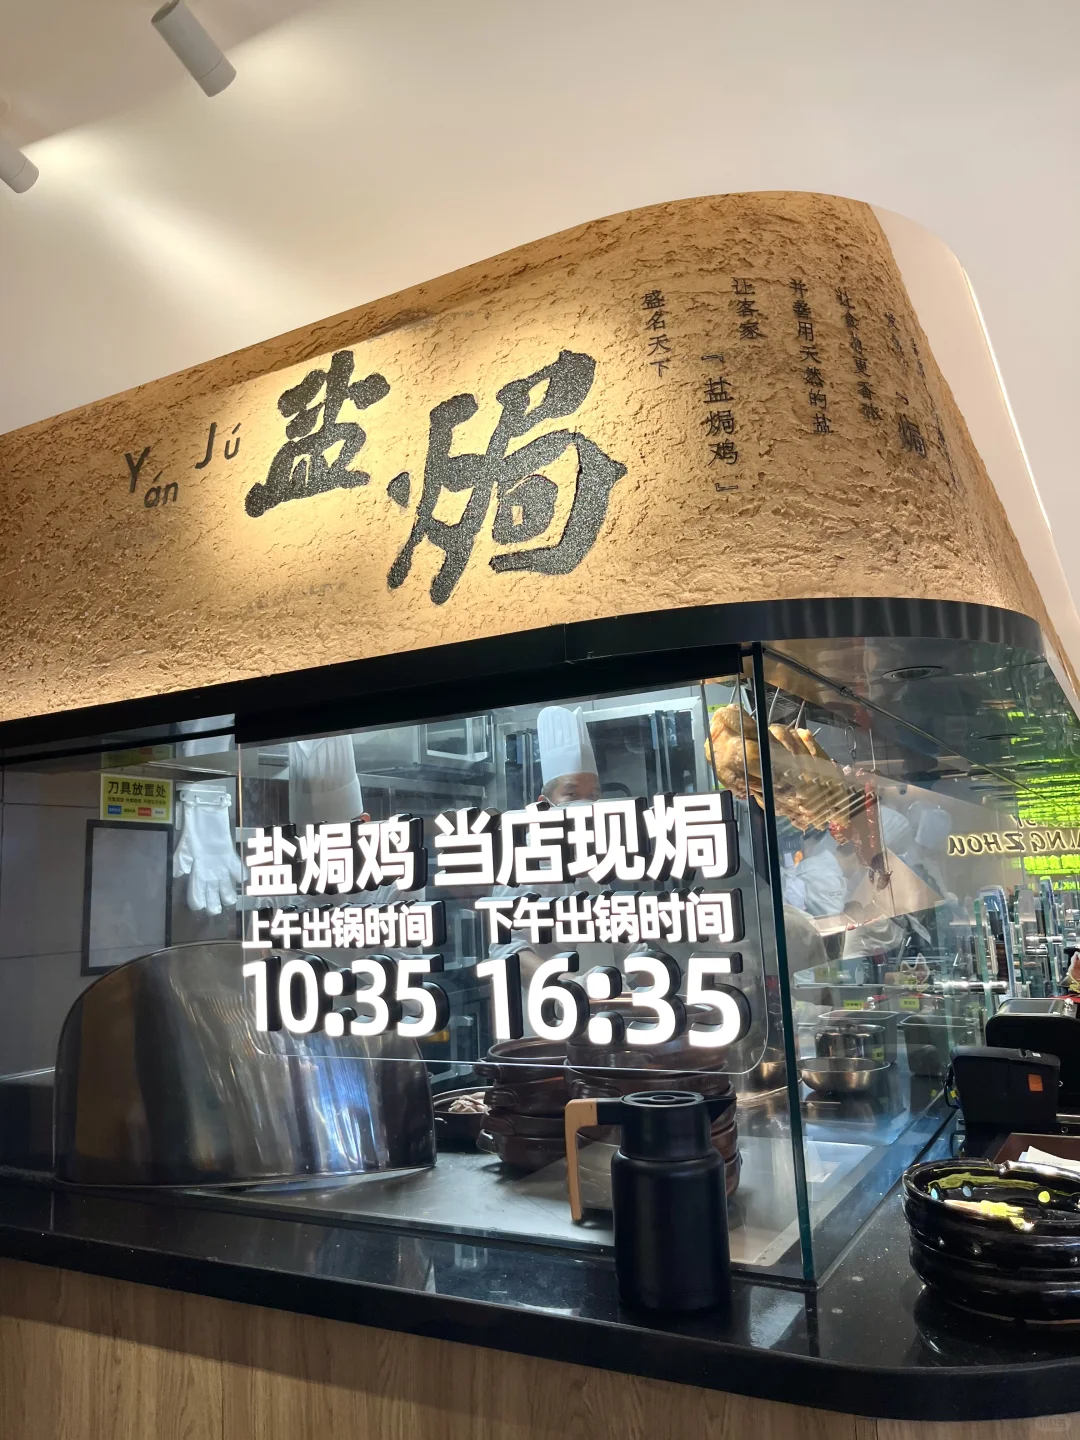 Yán Jú
盐焗
盛名天下
让客家
『盐焗鸡』
并叠用天然的盐
焗
刀具放置处
盐焗鸡 当店现焗
上午出锅时间 下午出锅时间
10:35 16:35